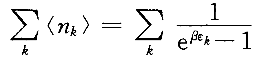 ∑_k ⟨n_k⟩ = ∑_k 1 / (e^{βε_k} − 1)